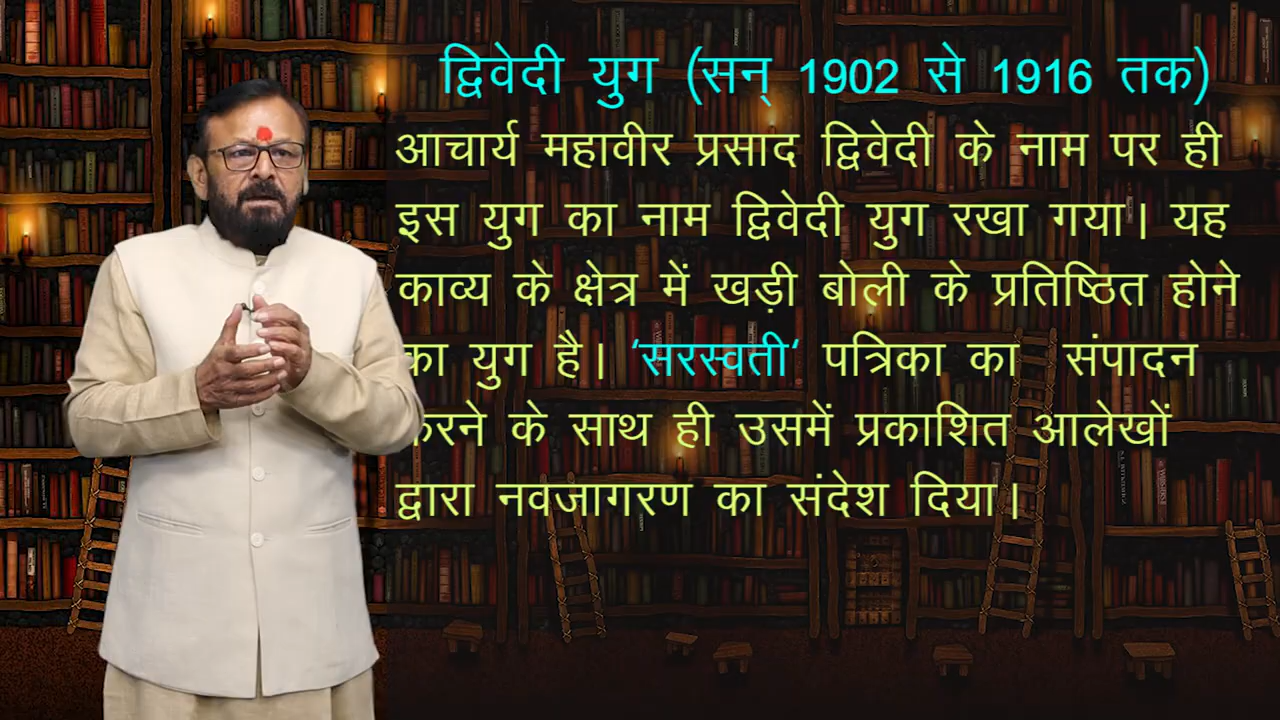 द्विवेदी युग (सन् 1902 से 1916 तक)
आचार्य महावीर प्रसाद द्विवेदी के नाम पर ही
इस युग का नाम द्विवेदी युग रखा गया। यह
काव्य के क्षेत्र में खड़ी बोली के प्रतिष्ठित होने
का युग है। ‘सरस्वती‘ पत्रिका का संपादन
करने के साथ ही उसमें प्रकाशित आलेखों
द्वारा नवजागरण का संदेश दिया।